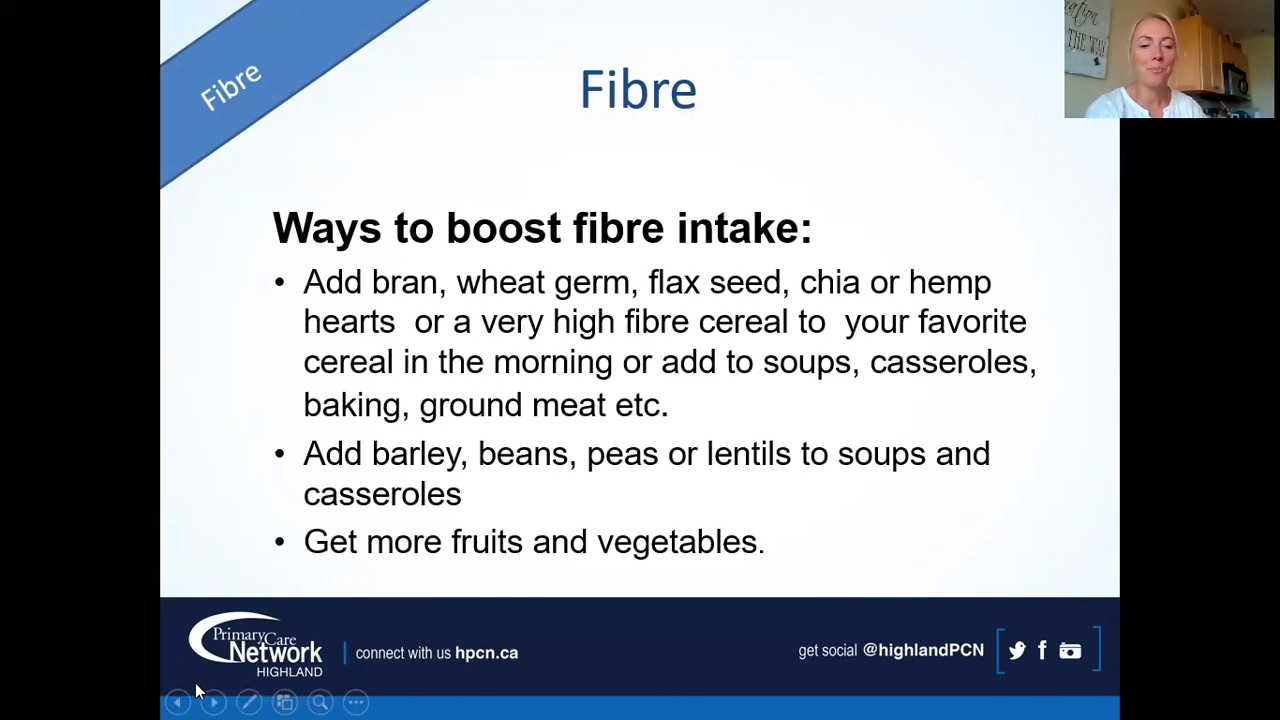 Fibre
Fibre
Ways to boost fibre intake:
• Add bran, wheat germ, flax seed, chia or hemp
hearts or a very high fibre cereal to your favorite
cereal in the morning or add to soups, casseroles,
baking, ground meat etc.
• Add barley, beans, peas or lentils to soups and
casseroles
• Get more fruits and vegetables.
PrimaryCare
Network
HIGHLAND
connect with us hpcn.ca
get social @highlandPCN
THE WAY